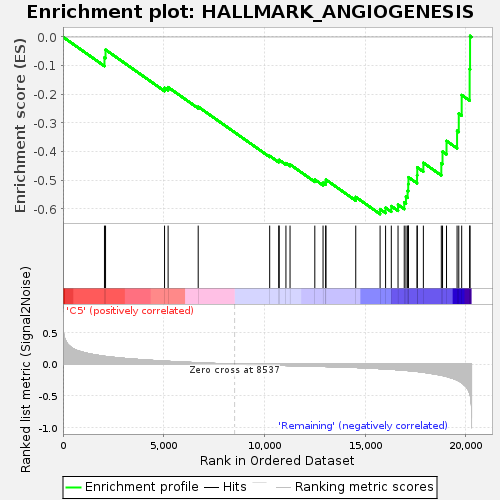 Enrichment plot: HALLMARK_ANGIOGENESIS
Enrichment score (ES)
0.0
-0.1
-0.2
-0.3
-0.4
-0.5
-0.6
'C5' (positively correlated)
Ranked list metric (Signal2Noise)
0.5
0.0
-0.5
-1.0
Zero cross at 8537
'Remaining' (negatively correlated)
0
5,000
10,000
15,000
20,000
Rank in Ordered Dataset
Enrichment profile
Hits
Ranking metric scores